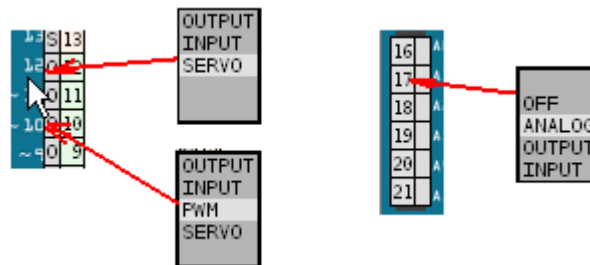 13 S 13
12 O 12
~ O 11
~10 10
~9 O 9
OUTPUT
INPUT
SERVO
OUTPUT
INPUT
PWM
SERVO
16 A
17 A
18 A
19 A
20 A
21 A
OFF
ANALOG
OUTPUT
INPUT